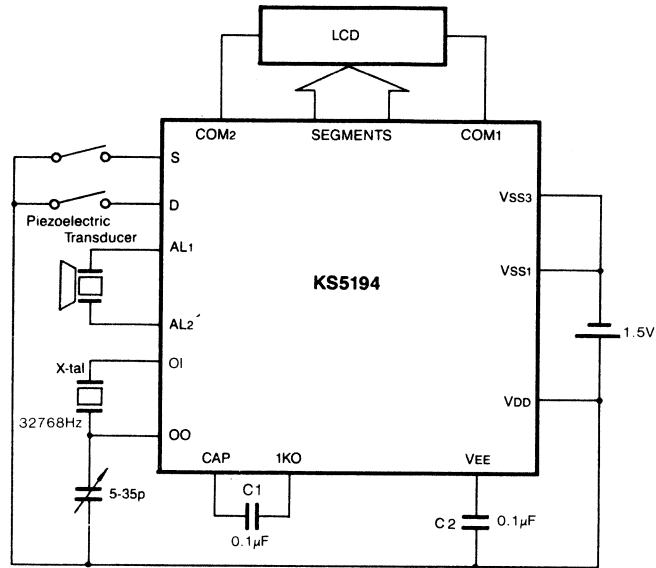 LCD
COM2
SEGMENTS
COM1
S
D
Piezoelectric
Transducer
AL1
AL2
KS5194
VSS3
VSS1
1.5V
X-tal
OI
32768Hz
OO
VDD
5-35p
CAP
1KO
VEE
C1
0.1μF
C2
0.1μF